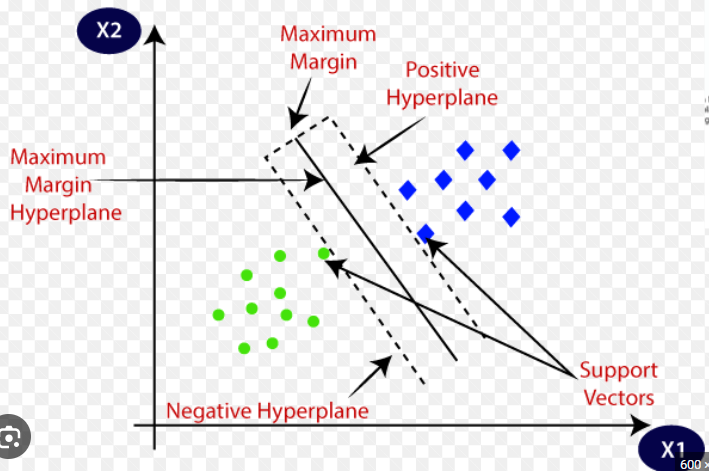 X2
Maximum
Margin
Positive
Hyperplane
Maximum
Margin
Hyperplane
Support
Vectors
Negative Hyperplane
X1
600